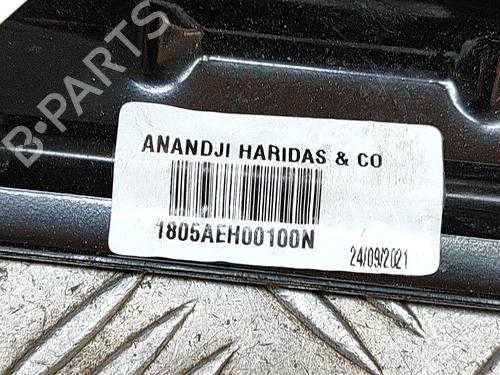 B-PARTS
ANANDJI HARIDAS & CO
1805AEH00100N
24/09/2021